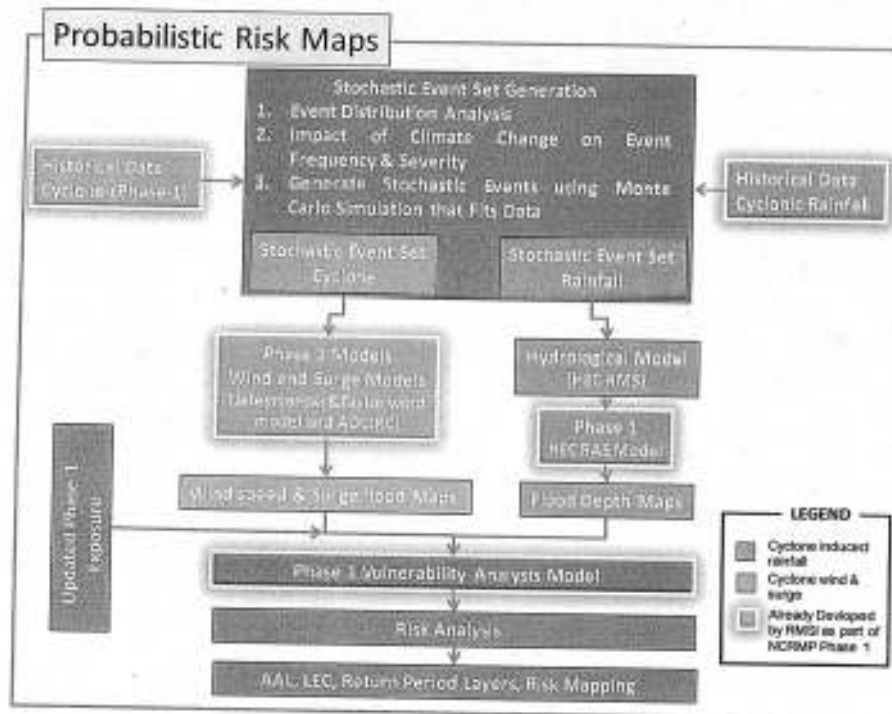 Probabilistic Risk Maps
Stochastic Event Set Generation
1. Event Distribution Analysis
2. Impact of Climate Change on Event
Frequency & Severity
3. Generate Stochastic Events using Monte
Carlo Simulation that Fits Data
Historical Data
Cyclone (Phase-1)
Historical Data
Cyclonic Rainfall
Stochastic Event Set
Cyclone
Stochastic Event Set
Rainfall
Models
Wind and Surge Models
model and ADCIRC)
Hydrological Model
Phase 1
HECRAS Model
Wind speed & Surge flood Maps
Flood Depth Maps
Updated Phase 1
Exposure
Phase 1 Vulnerability Analysis Model
Risk Analysis
AAL, LEC, Return Period Layers, Risk Mapping
LEGEND
Cyclone induced
rainfall
Cyclone wind &
surge
Already Devloped
by RMSI as part of
NCRMP Phase 1